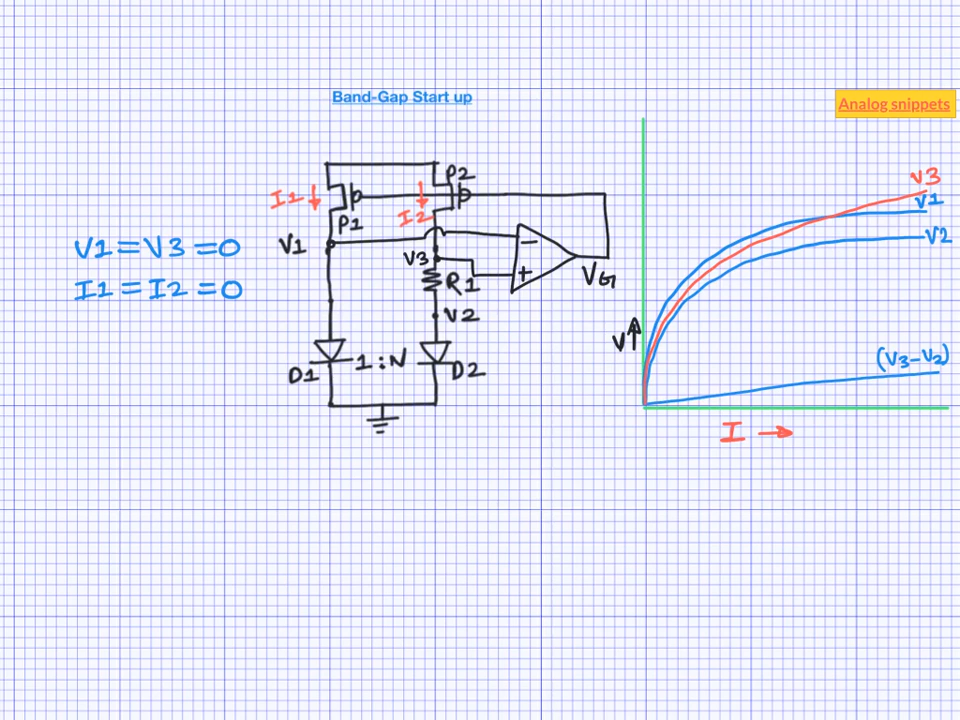 Band-Gap Start up
Analog snippets
P2
I1
I2
P1
V1
V3
R1
V2
VG
−
+
D1
1:N
D2
V1=V3=0
I1=I2=0
V3
V1
V2
(V3-V2)
V
I